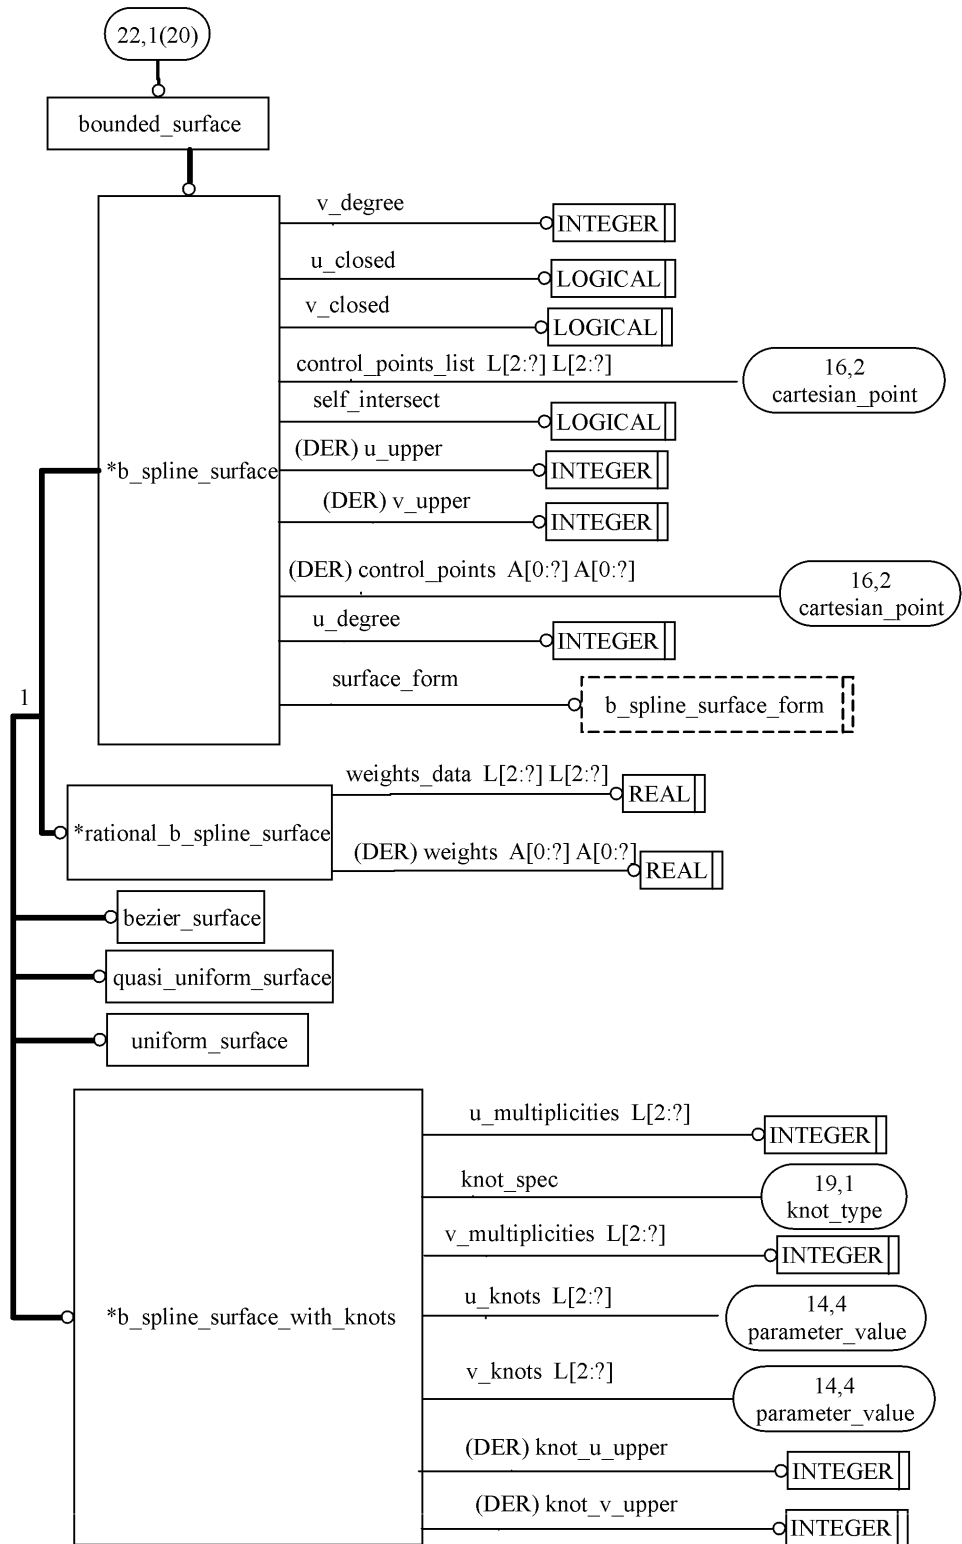 22,1(20)
bounded_surface
v_degree
INTEGER
u_closed
LOGICAL
v_closed
LOGICAL
control_points_list L[2:?] L[2:?]
16,2
cartesian_point
self_intersect
LOGICAL
(DER) u_upper
*b_spline_surface
INTEGER
(DER) v_upper
INTEGER
(DER) control_points A[0:?] A[0:?]
16,2
cartesian_point
u_degree
INTEGER
surface_form
b_spline_surface_form
1
weights_data L[2:?] L[2:?]
REAL
*rational_b_spline_surface
(DER) weights A[0:?] A[0:?]
REAL
bezier_surface
quasi_uniform_surface
uniform_surface
u_multiplicities L[2:?]
INTEGER
knot_spec
19,1
knot_type
v_multiplicities L[2:?]
INTEGER
u_knots L[2:?]
14,4
parameter_value
*b_spline_surface_with_knots
v_knots L[2:?]
14,4
parameter_value
(DER) knot_u_upper
INTEGER
(DER) knot_v_upper
INTEGER